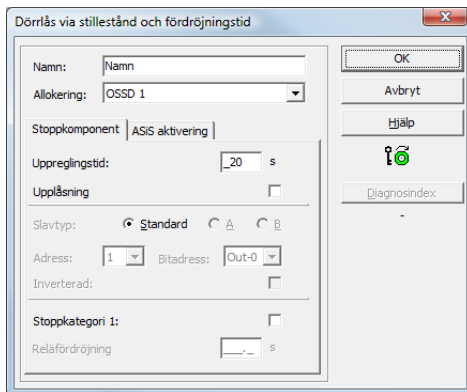 Dörrlås via stillestånd och fördröjningstid
Namn: Namn
Allokering: OSSD 1
Stoppkomponent ASiS aktivering
Uppreglingstid: _20 s
Upplåsning
Slavtyp: Standard A B
Adress: 1 Bitadress: Out-0
Inverterad:
Stoppkategori 1:
Reläfördröjning ___._ s
OK
Avbryt
Hjälp
Diagnosindex
-